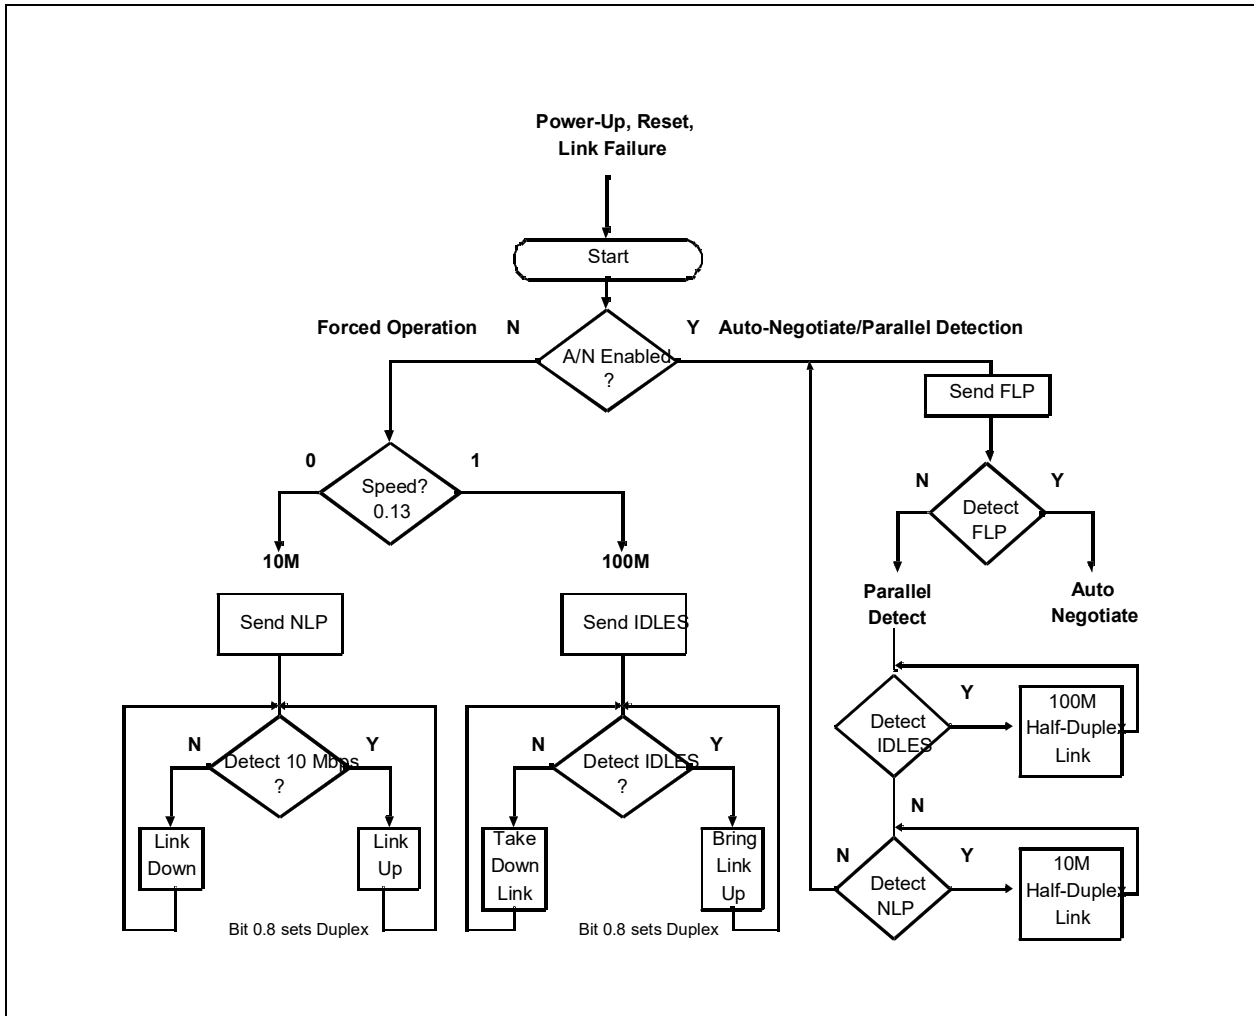 Power-Up, Reset,
Link Failure
Start
Forced Operation N
Y Auto-Negotiate/Parallel Detection
A/N Enabled
?
Send FLP
0
1
Speed?
0.13
N
Y
Detect
FLP
10M
100M
Parallel
Detect
Auto
Negotiate
Send NLP
Send IDLES
N
Y
Detect 10 Mbps
?
Link
Down
Link
Up
Bit 0.8 sets Duplex
N
Y
Detect IDLES
?
Take
Down
Link
Bring
Link
Up
Bit 0.8 sets Duplex
Y
Detect
IDLES
100M
Half-Duplex
Link
N
N
Y
Detect
NLP
10M
Half-Duplex
Link